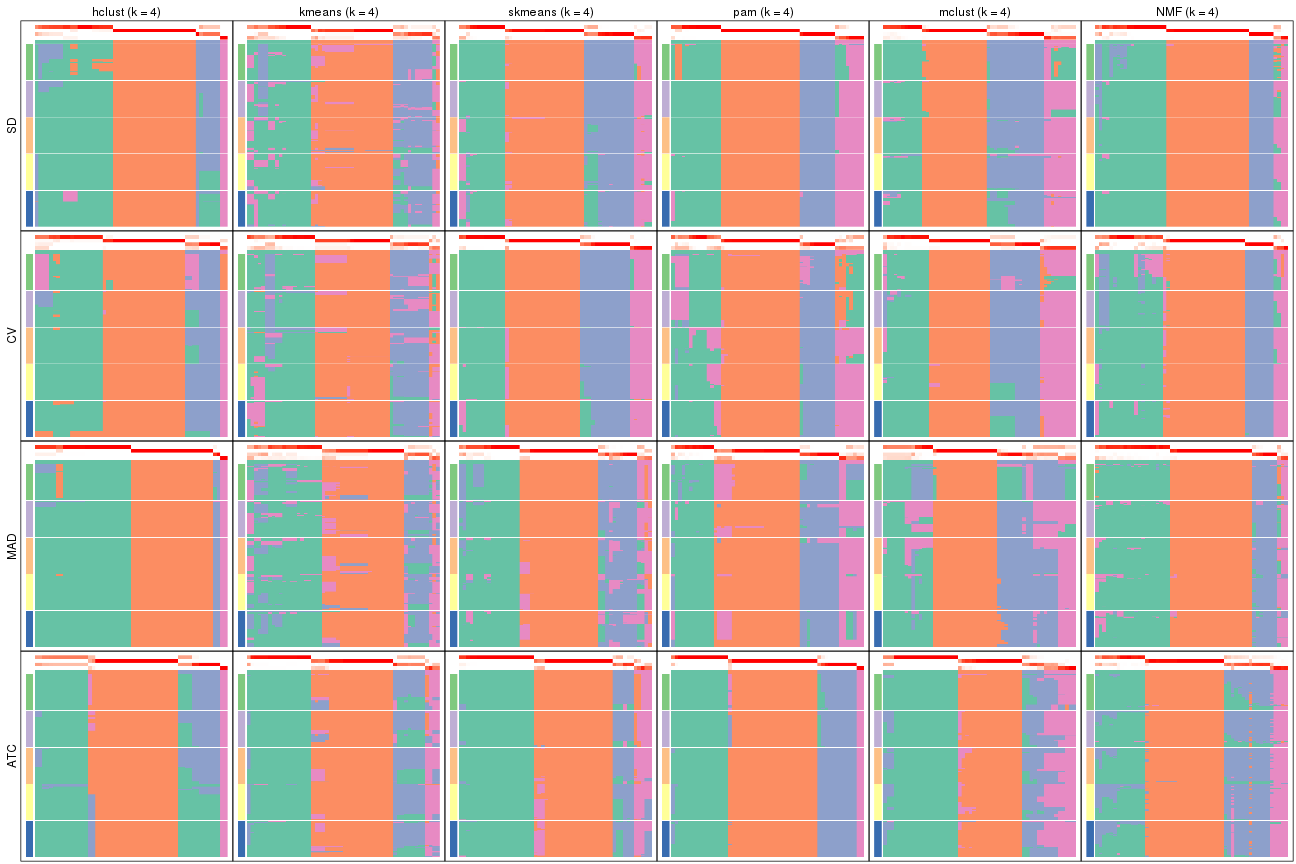 hclust (k = 4)
kmeans (k = 4)
skmeans (k = 4)
pam (k = 4)
mclust (k = 4)
NMF (k = 4)
SD
CV
MAD
ATC